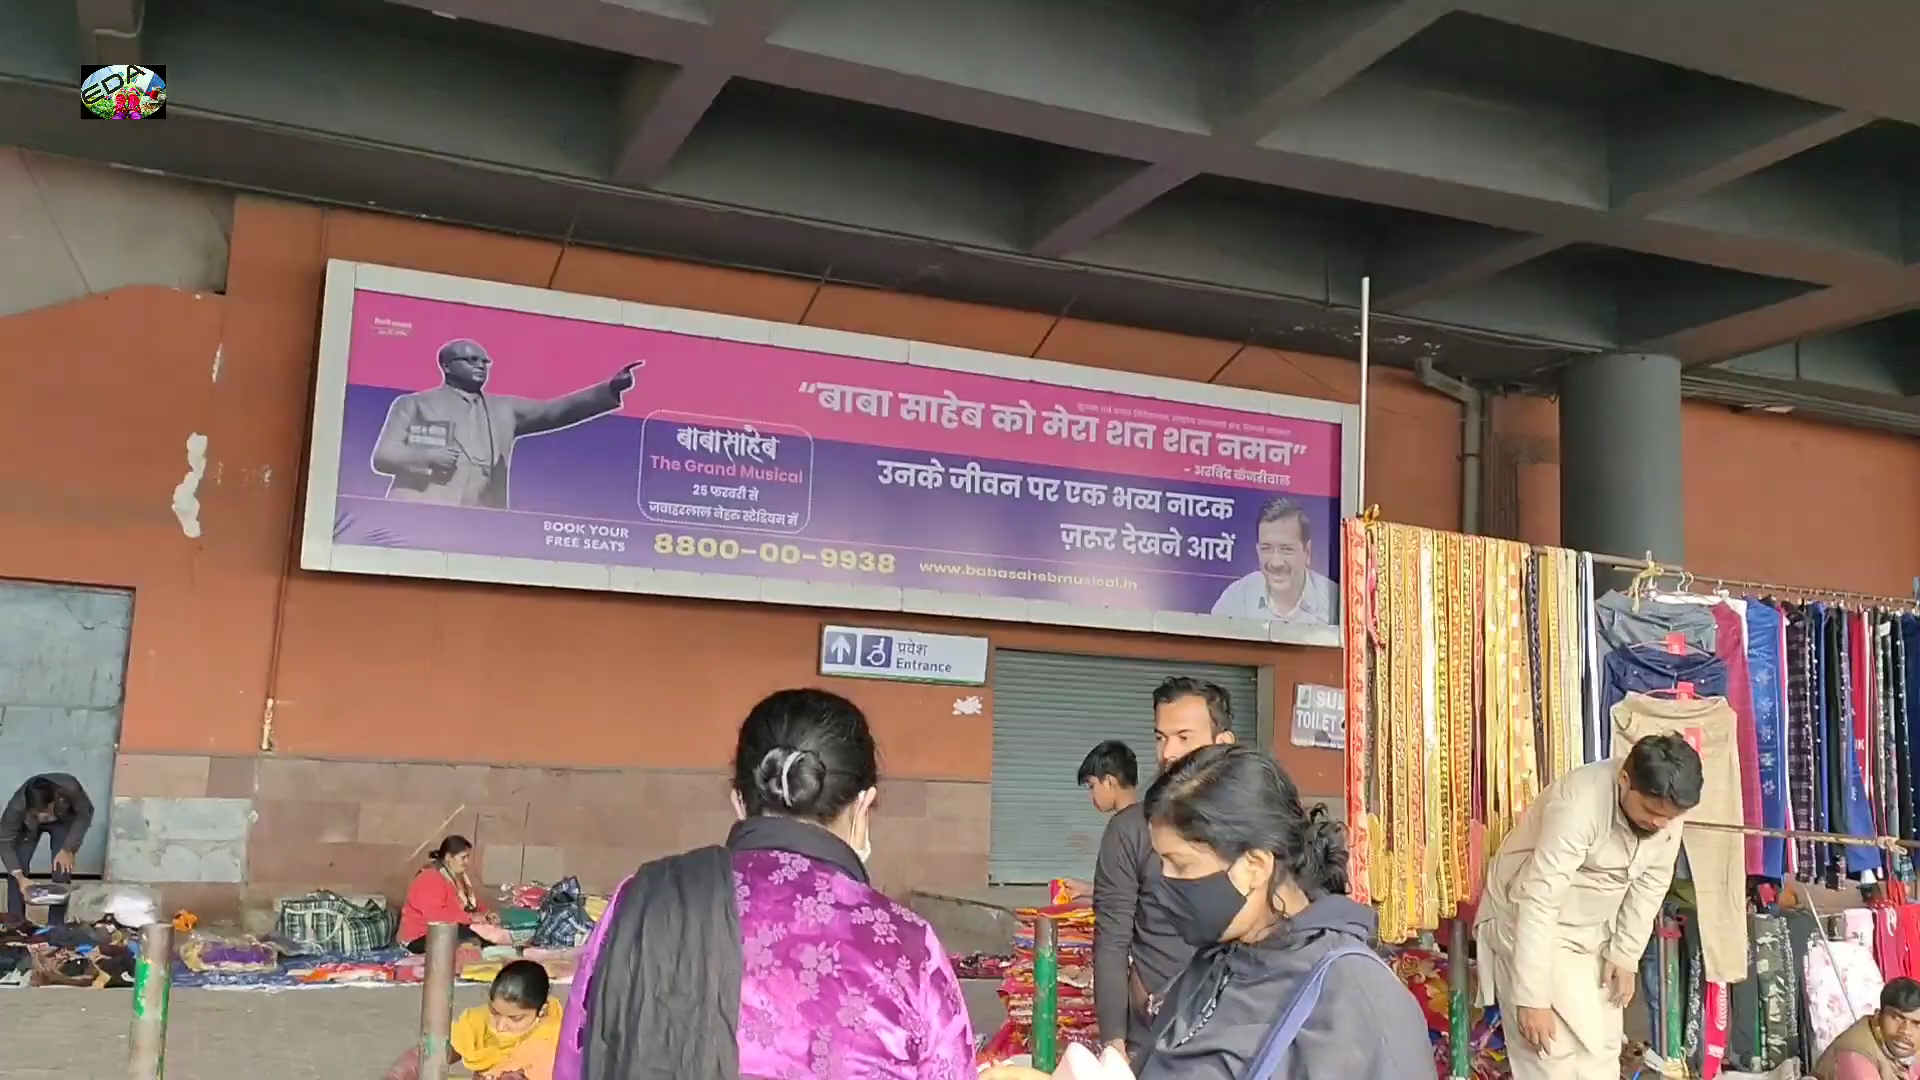 EDA
“बाबा साहेब को मेरा शत शत नमन”
- अरविंद केजरीवाल
उनके जीवन पर एक भव्य नाटक
ज़रूर देखने आयें
बाबासाहेब
The Grand Musical
25 फरवरी से
जवाहरलाल नेहरु स्टेडियम में
BOOK YOUR
FREE SEATS
8800-00-9938
www.babasahebmusical.in
प्रवेश
Entrance
TOILET